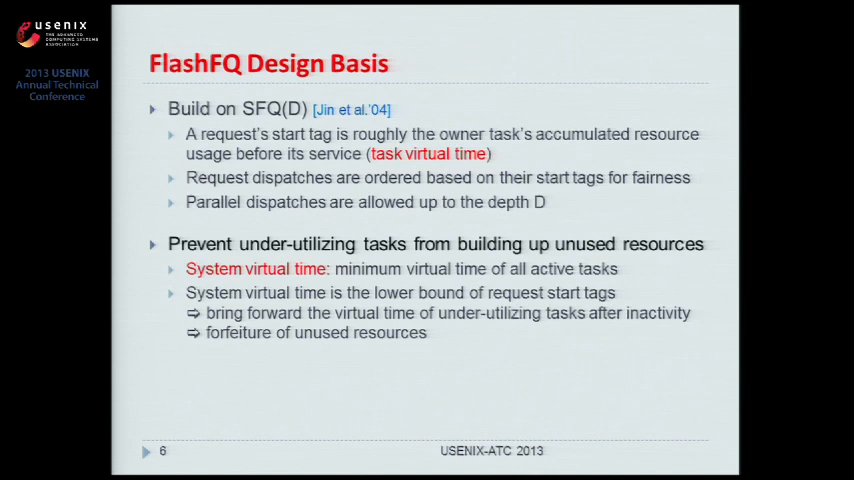 usenix
THE ADVANCED
COMPUTING SYSTEMS
ASSOCIATION
2013 USENIX
Annual Technical
Conference
FlashFQ Design Basis
Build on SFQ(D) [Jin et al.'04]
A request's start tag is roughly the owner task's accumulated resource
usage before its service (task virtual time)
Request dispatches are ordered based on their start tags for fairness
Parallel dispatches are allowed up to the depth D
Prevent under-utilizing tasks from building up unused resources
System virtual time: minimum virtual time of all active tasks
System virtual time is the lower bound of request start tags
⇨ bring forward the virtual time of under-utilizing tasks after inactivity
⇨ forfeiture of unused resources
6
USENIX-ATC 2013